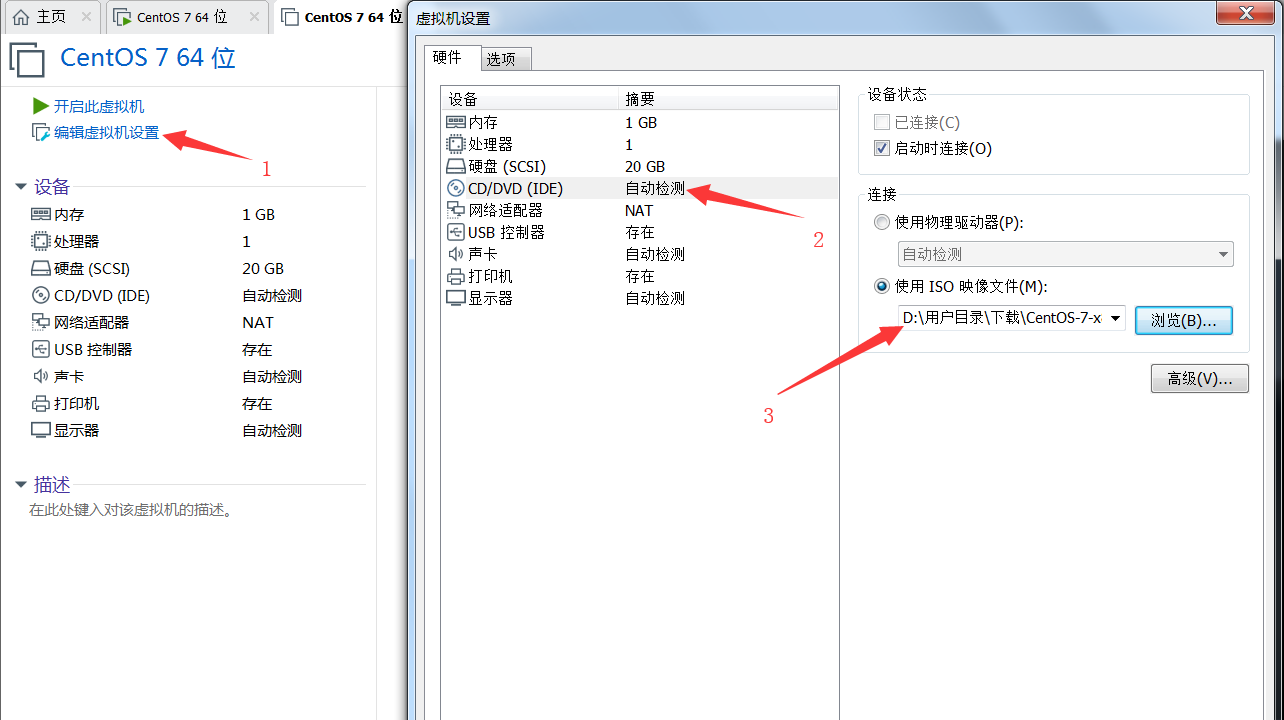 主页
CentOS 7 64 位
CentOS 7 64 位
CentOS 7 64 位
开启此虚拟机
编辑虚拟机设置
1
设备
内存 1 GB
处理器 1
硬盘 (SCSI) 20 GB
CD/DVD (IDE) 自动检测
网络适配器 NAT
USB 控制器 存在
声卡 自动检测
打印机 存在
显示器 自动检测
描述
在此处键入对该虚拟机的描述。
虚拟机设置
硬件 选项
设备 摘要
内存 1 GB
处理器 1
硬盘 (SCSI) 20 GB
CD/DVD (IDE) 自动检测
网络适配器 NAT
USB 控制器 存在
声卡 自动检测
打印机 存在
显示器 自动检测
2
设备状态
已连接(C)
启动时连接(O)
连接
使用物理驱动器(P):
自动检测
使用 ISO 映像文件(M):
D:\用户目录\下载\CentOS-7-x
浏览(B)...
3
高级(V)...